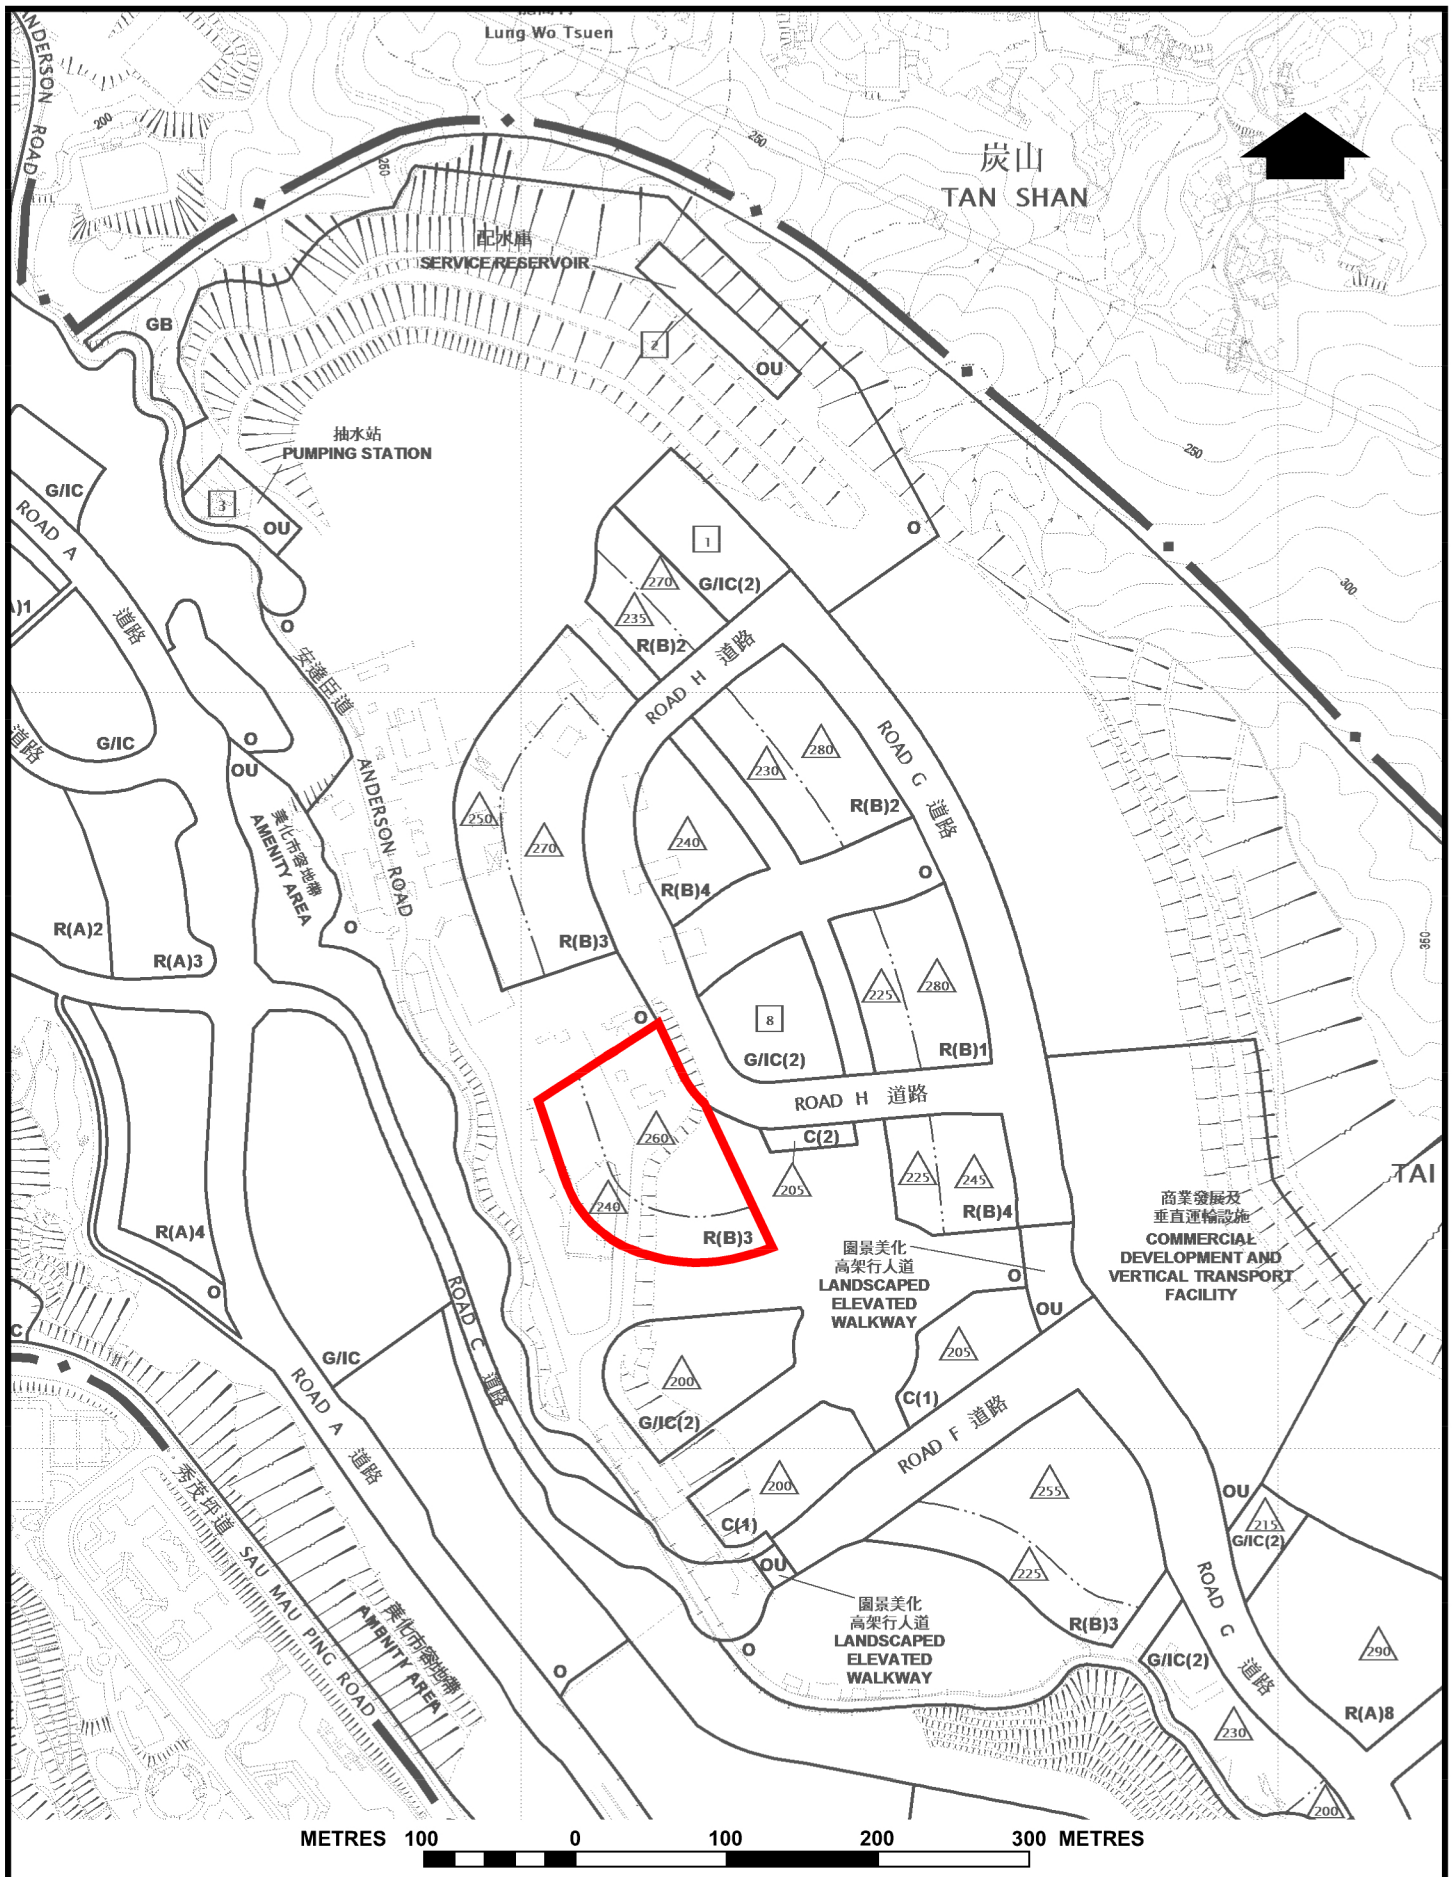 Lung Wo Tsuen
ANDERSON ROAD
200
250
250
炭山
TAN SHAN
配水庫
SERVICE RESERVOIR
GB
2
OU
抽水站
PUMPING STATION
250
G/IC
3
OU
O
ROAD A 道路
1
G/IC(2)
270
235
R(B)2
300
A)1
O
安達臣道 ANDERSON ROAD
ROAD H 道路
道路
G/IC
O
OU
280
230
ROAD G 道路
R(B)2
250
270
240
R(B)4
O
美化市容地帶
AMENITY AREA
R(A)2
R(A)3
O
R(B)3
350
225
280
R(B)1
O
8
G/IC(2)
ROAD H 道路
260
C(2)
205
225
245
R(B)4
TAI
240
R(B)3
R(A)4
O
商業發展及
垂直運輸設施
COMMERCIAL
DEVELOPMENT AND
VERTICAL TRANSPORT
FACILITY
園景美化
高架行人道
LANDSCAPED
ELEVATED
WALKWAY
O
OU
C
G/IC
ROAD C 道路
ROAD A 道路
200
G/IC(2)
205
C(1)
ROAD F 道路
200
C(1)
OU
255
225
R(B)3
OU
215
G/IC(2)
秀茂坪道 SAU MAU PING ROAD
美化市容地帶
AMENITY AREA
園景美化
高架行人道
LANDSCAPED
ELEVATED
WALKWAY
O
O
ROAD G 道路
G/IC(2)
290
R(A)8
230
200
METRES 100 0 100 200 300 METRES